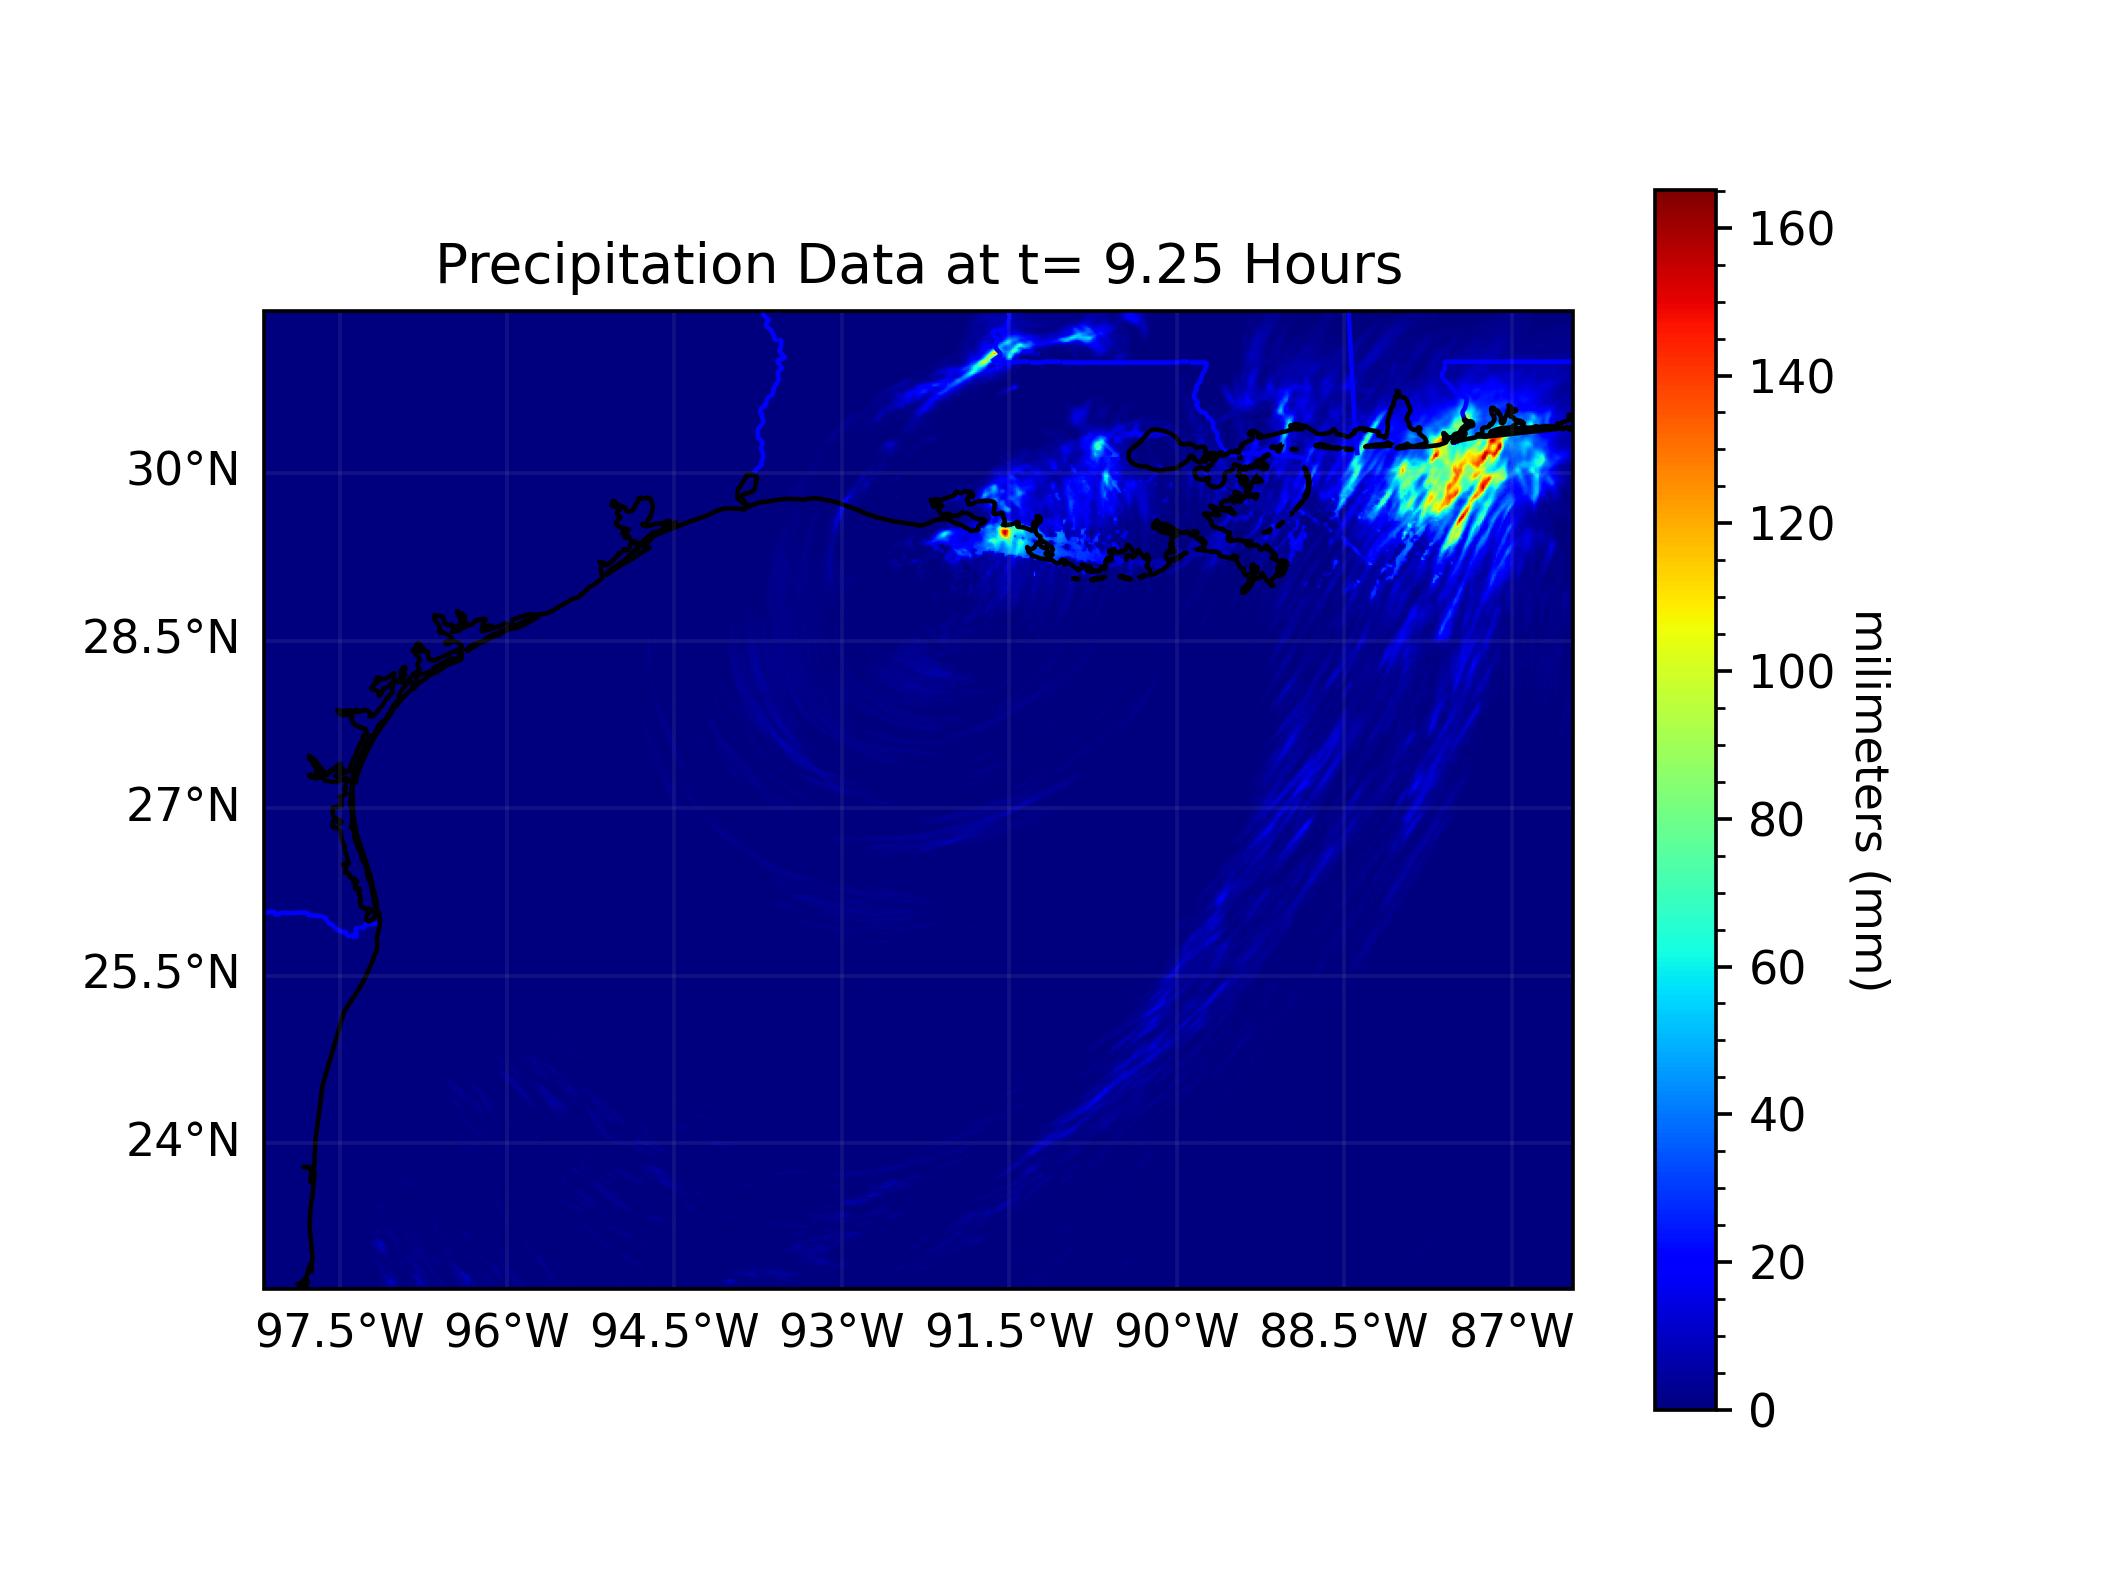 Precipitation Data at t= 9.25 Hours
30°N
28.5°N
27°N
25.5°N
24°N
97.5°W 96°W 94.5°W 93°W 91.5°W 90°W 88.5°W 87°W
160
140
120
100
80
60
40
20
0
millimeters (mm)